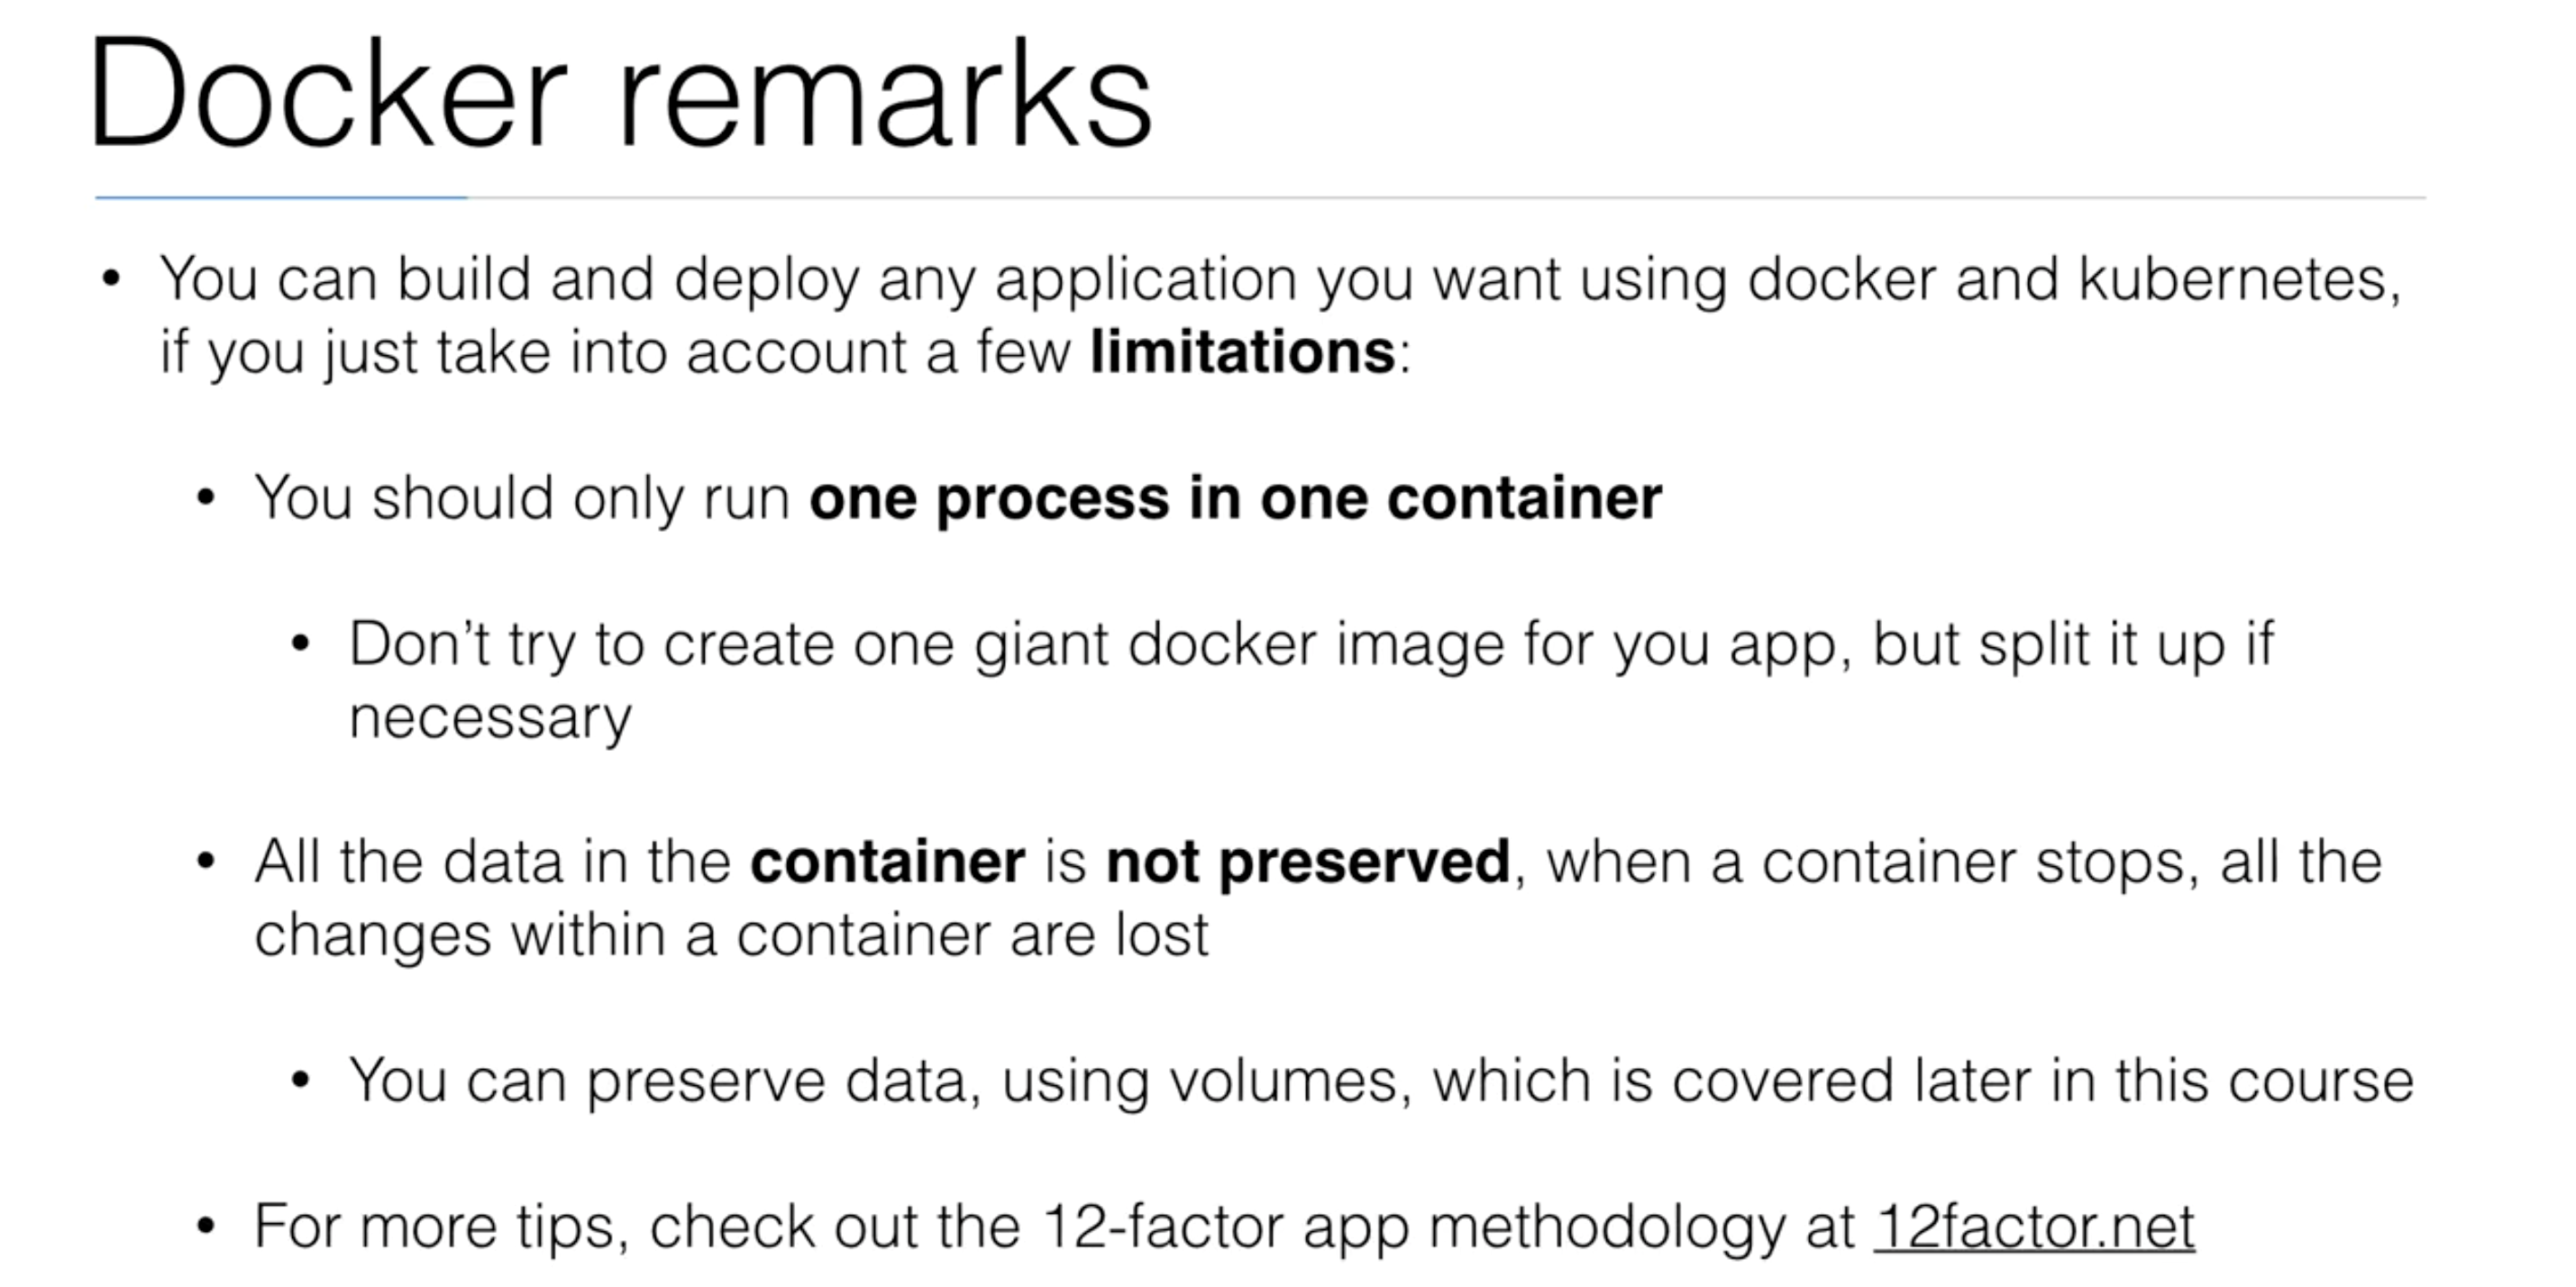 Docker remarks
• You can build and deploy any application you want using docker and kubernetes,
if you just take into account a few limitations:
• You should only run one process in one container
• Don't try to create one giant docker image for you app, but split it up if
necessary
• All the data in the container is not preserved, when a container stops, all the
changes within a container are lost
• You can preserve data, using volumes, which is covered later in this course
• For more tips, check out the 12-factor app methodology at 12factor.net